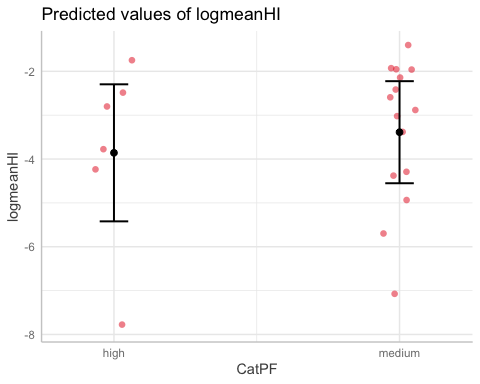 Predicted values of logmeanHI
-2
-4
-6
-8
logmeanHI
high
medium
CatPF